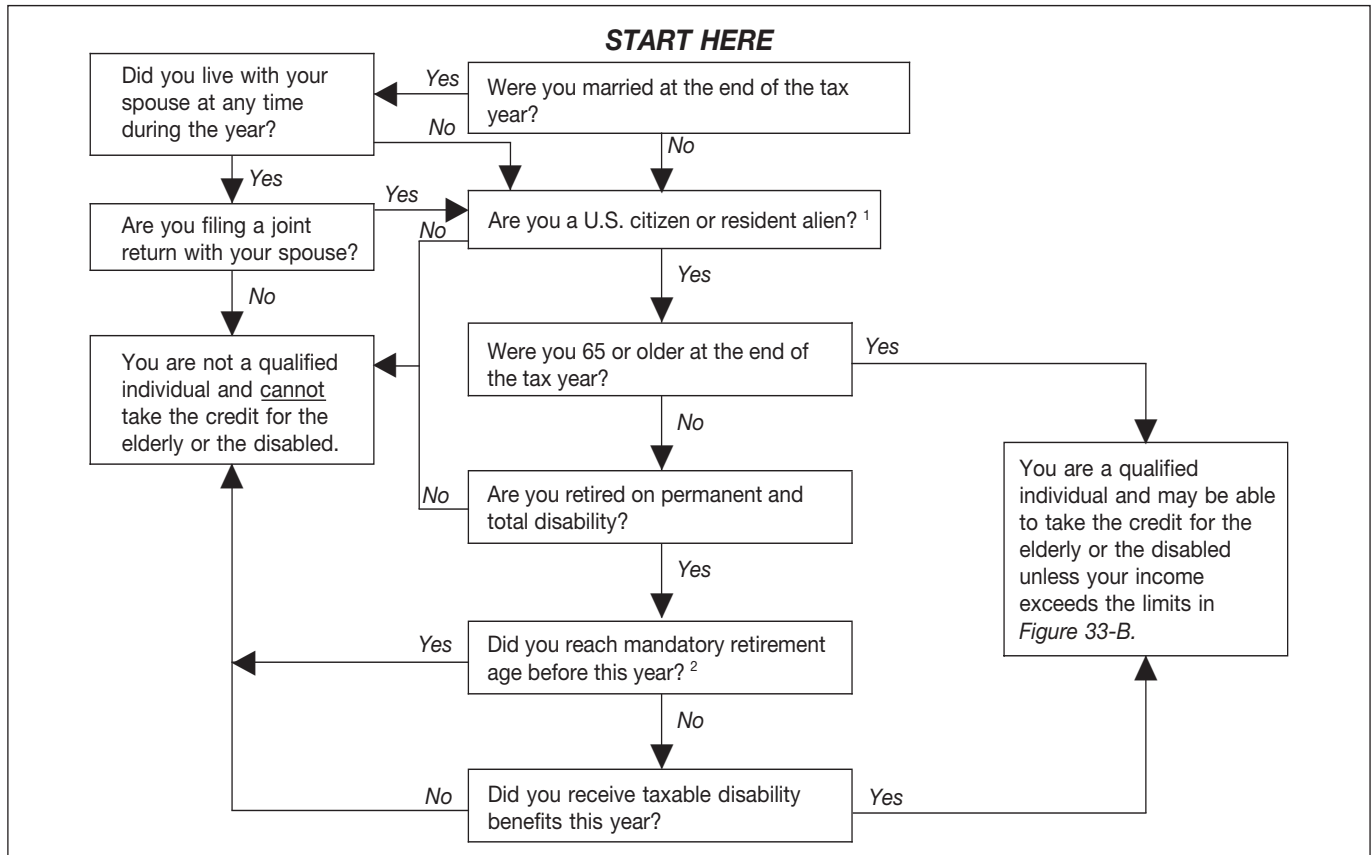 START HERE
Did you live with your
spouse at any time
during the year?
Yes
Were you married at the end of the tax
year?
No
No
Yes
Are you filing a joint
return with your spouse?
Yes
Are you a U.S. citizen or resident alien? 1
No
No
Yes
You are not a qualified
individual and cannot
take the credit for the
elderly or the disabled.
Were you 65 or older at the end of
the tax year?
Yes
No
Are you retired on permanent and
total disability?
No
Yes
You are a qualified
individual and may be able
to take the credit for the
elderly or the disabled
unless your income
exceeds the limits in
Figure 33-B.
Did you reach mandatory retirement
age before this year? 2
Yes
No
Did you receive taxable disability
benefits this year?
No
Yes